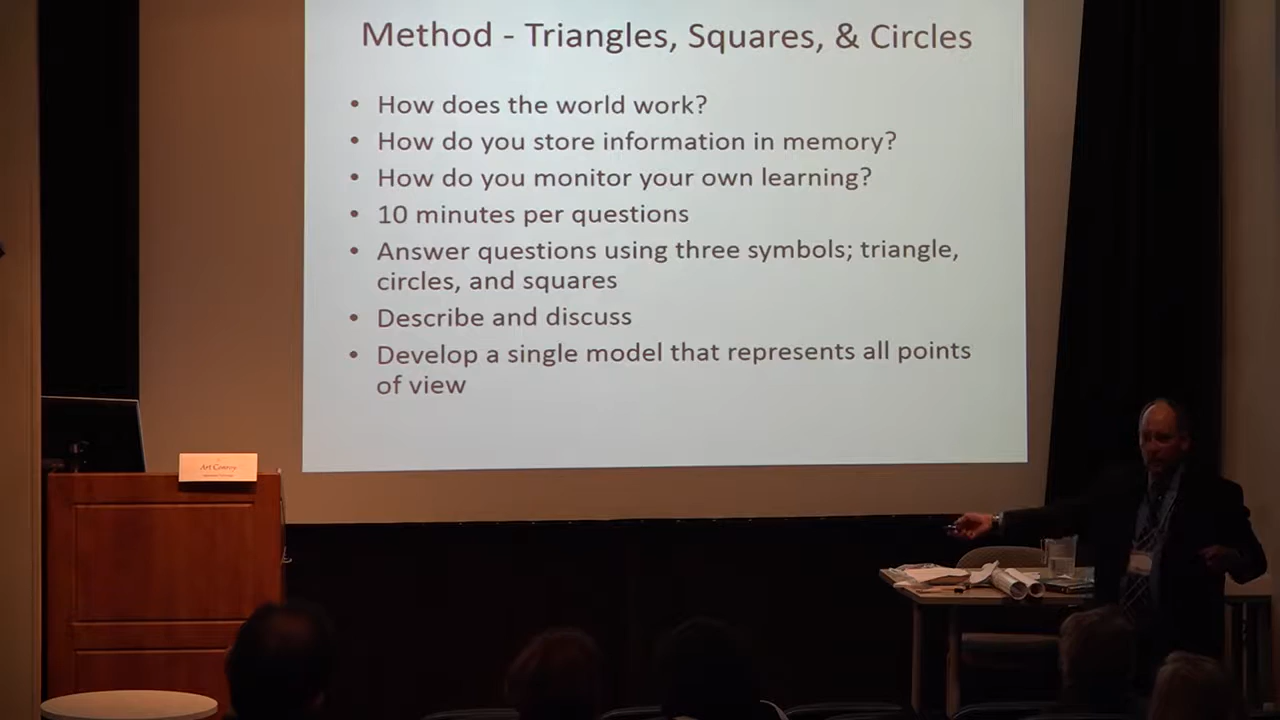 Method - Triangles, Squares, & Circles
• How does the world work?
• How do you store information in memory?
• How do you monitor your own learning?
• 10 minutes per questions
• Answer questions using three symbols; triangle,
circles, and squares
• Describe and discuss
• Develop a single model that represents all points
of view
Art Conroy